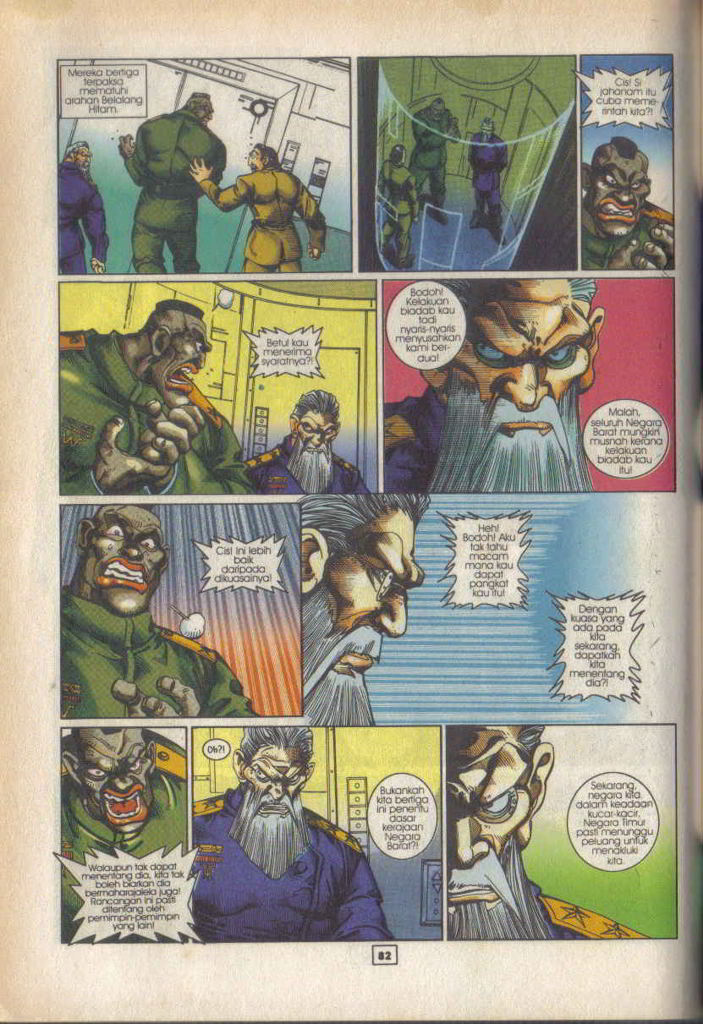 Mereka bertiga
terpaksa
mematuhi
arahan Belalang
Hitam.
Cis! Si
jahanam itu
cuba meme-
rintah kita?!
Betul kau
menerima
syaratnya?!
Bodoh!
Kelakuan
biadab kau
tadi
nyaris-nyaris
menyusahkan
kami ber-
dua!
Malah,
seluruh Negara
Barat mungkin
musnah kerana
kelakuan
biadab kau
itu!
Cis! Ini lebih
baik
daripada
dikuasainya!
Heh!
Bodoh! Aku
tak tahu
macam
mana kau
dapat
pangkat
kau itu!
Dengan
kuasa yang
ada pada
kita
sekarang,
dapatkah
kita
menentang
dia?!
Walaupun tak dapat
menentang dia, kita tak
boleh biarkan dia
bermaharajalela juga!
Rancangan ini pasti
ditentang oleh
pemimpin-pemimpin
yang lain!
Oh?!
Bukankah
kita bertiga
ini penentu
dasar
kerajaan
Negara
Barat?!
Sekarang,
negara kita
dalam keadaan
kucar-kacir,
Negara Timur
pasti menunggu
peluang untuk
menakluki
kita.
82